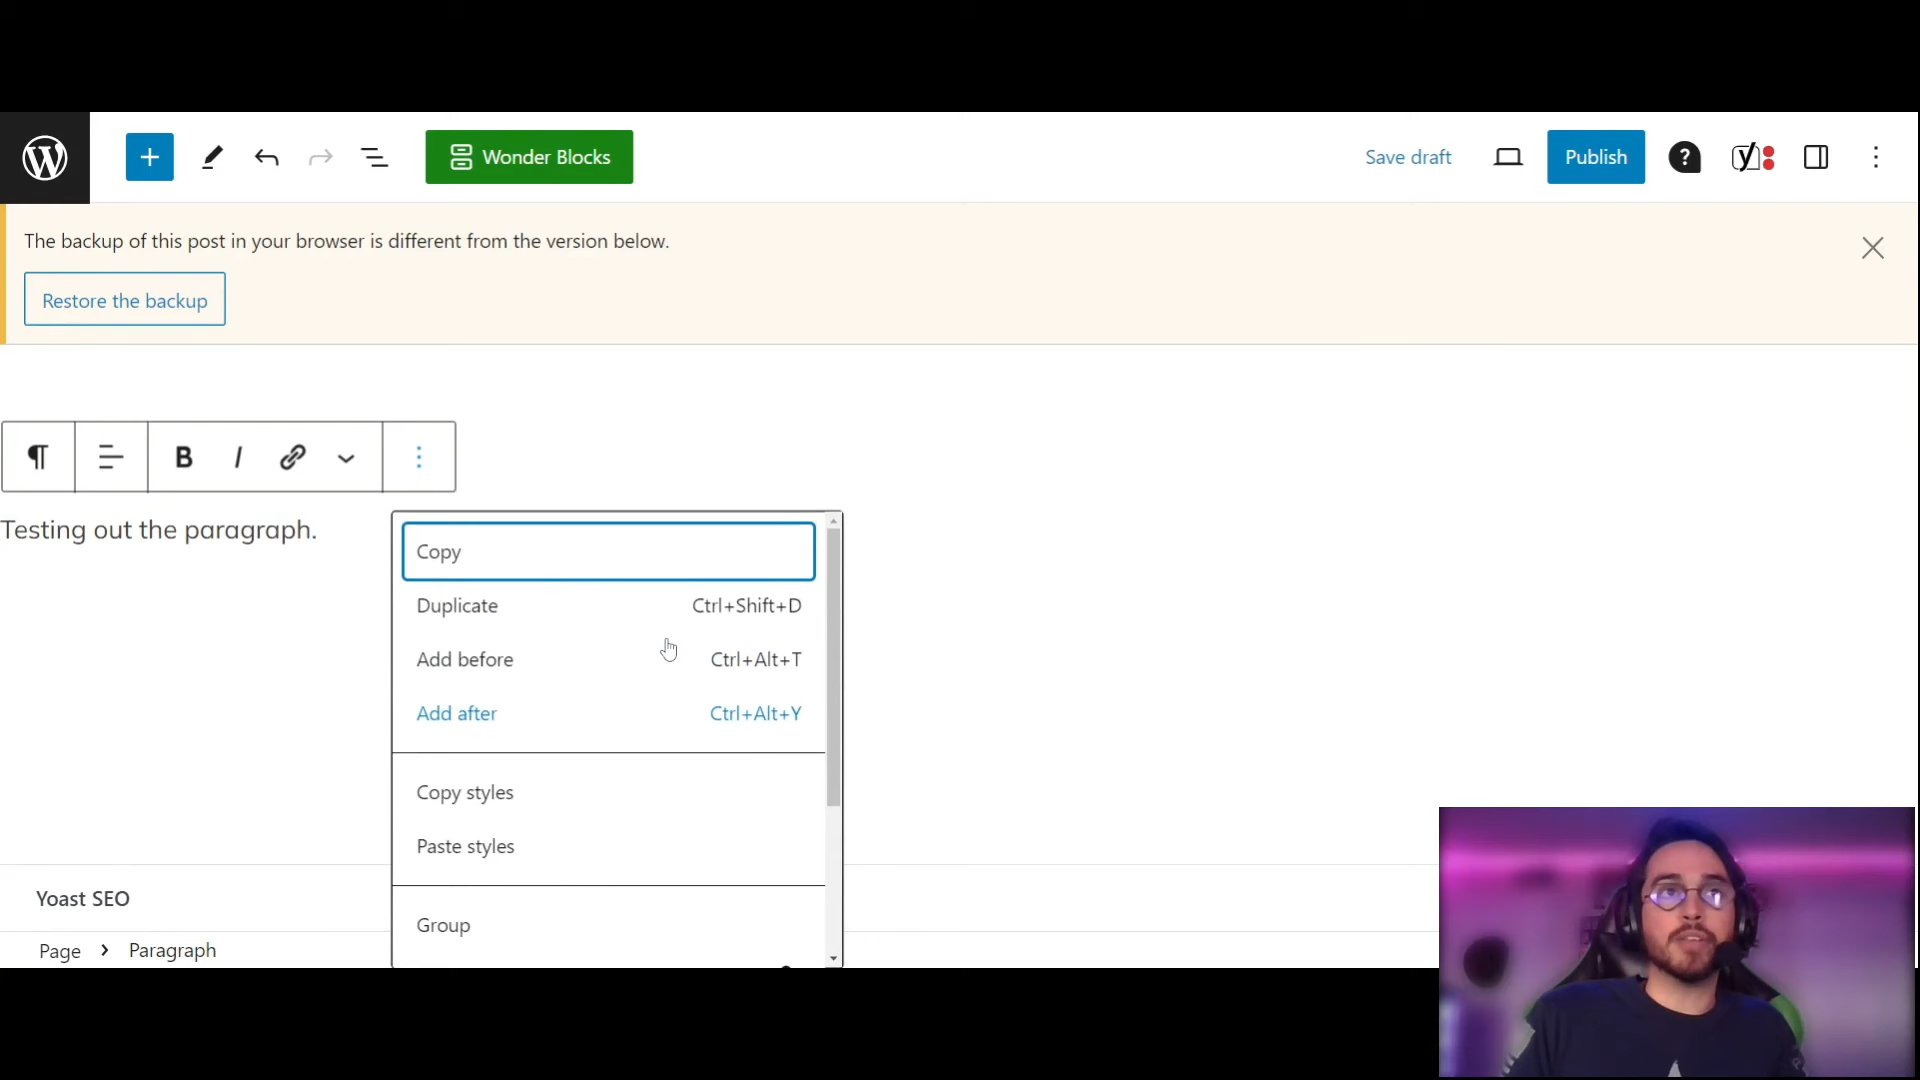 Wonder Blocks
Save draft
Publish
The backup of this post in your browser is different from the version below.
Restore the backup
B I
Testing out the paragraph.
Copy
Duplicate Ctrl+Shift+D
Add before Ctrl+Alt+T
Add after Ctrl+Alt+Y
Copy styles
Paste styles
Group
Yoast SEO
Page > Paragraph